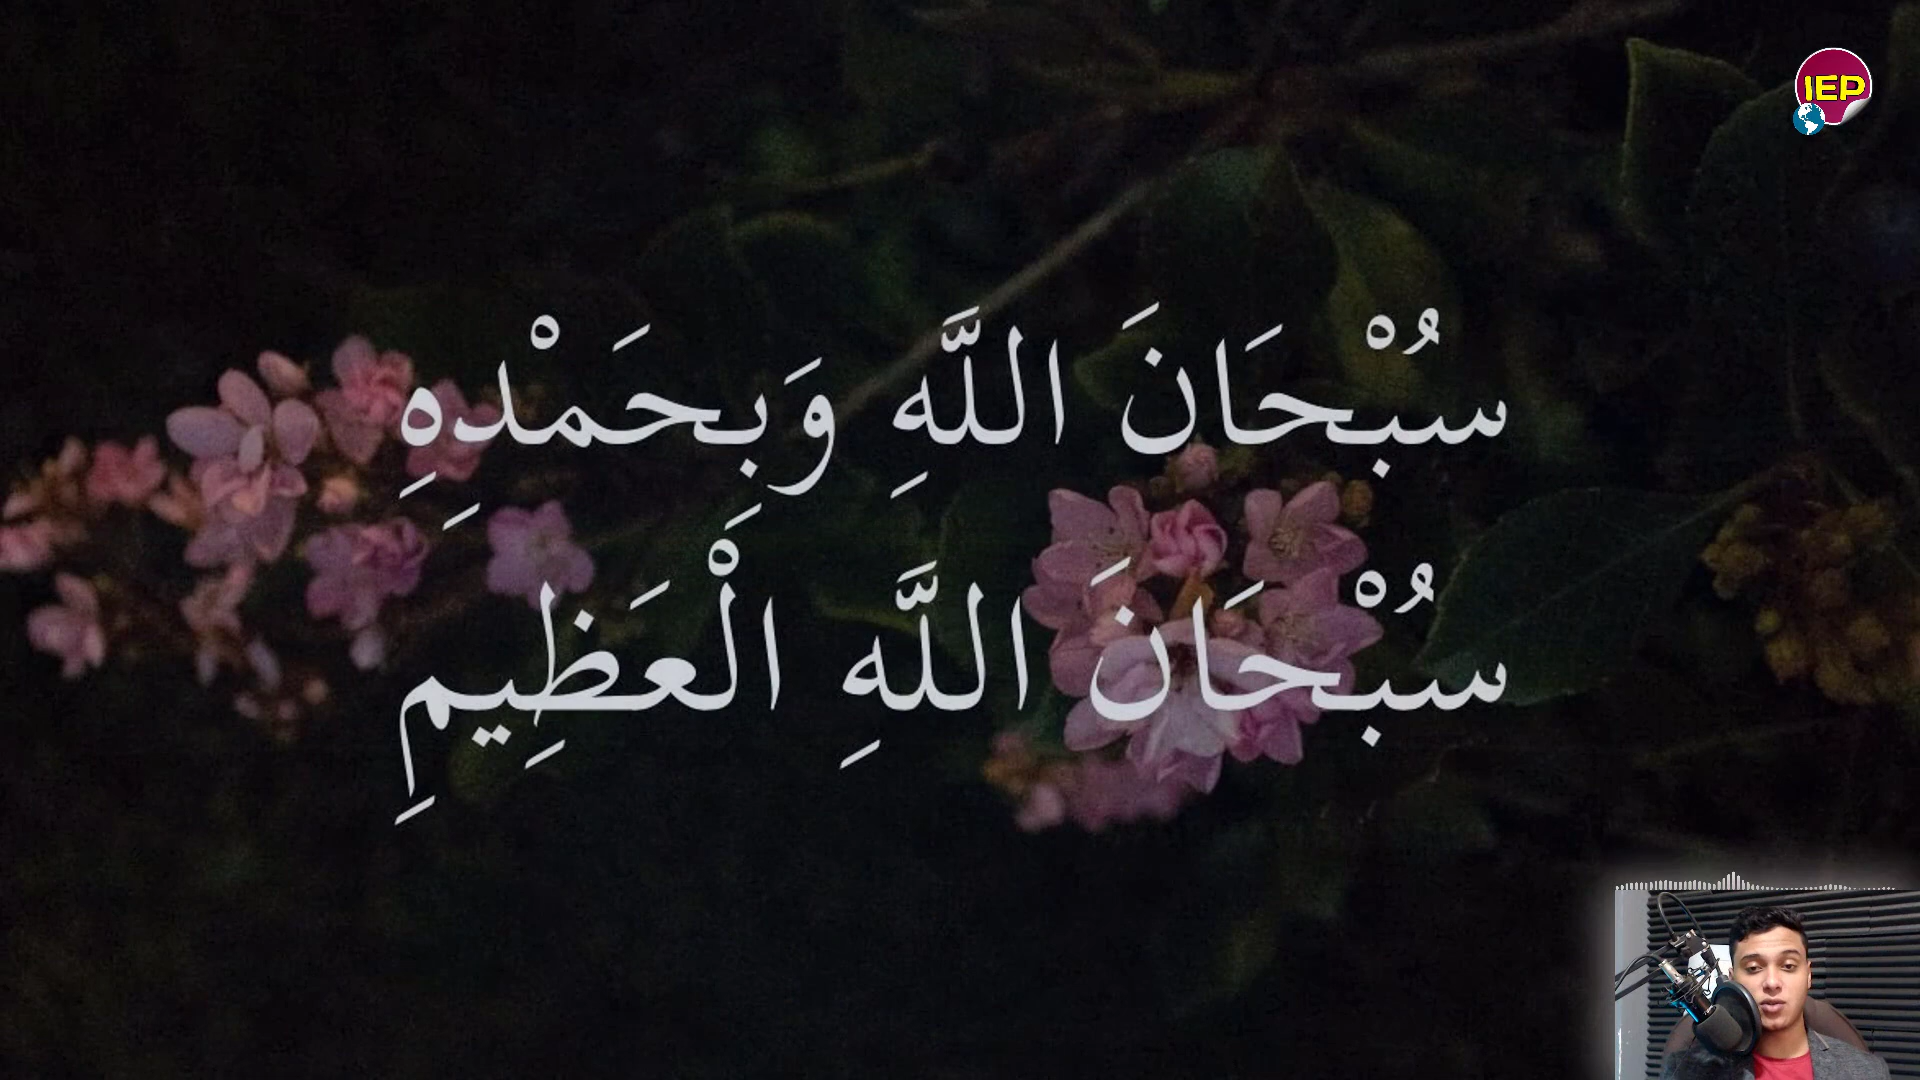 IEP
سُبْحَانَ اللَّهِ وَبِحَمْدِهِ
سُبْحَانَ اللَّهِ الْعَظِيمِ